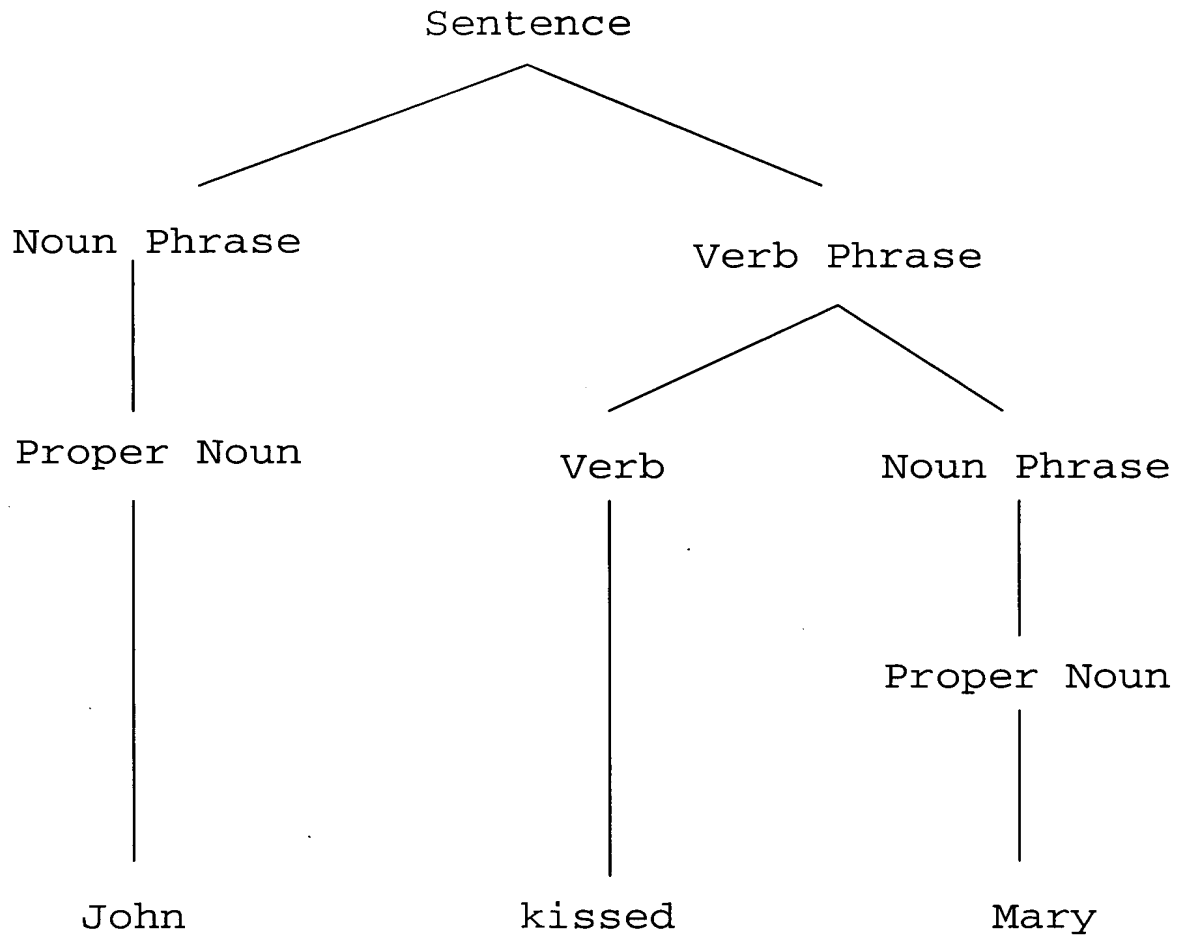 Sentence
Noun Phrase
Verb Phrase
Proper Noun
Verb
Noun Phrase
Proper Noun
John
kissed
Mary